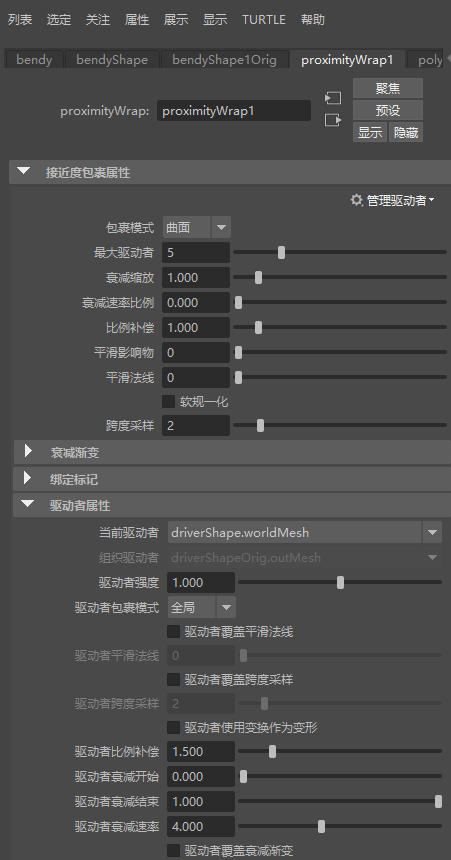 列表 选定 关注 属性 展示 显示 TURTLE 帮助
bendy bendyShape bendyShape1Orig proximityWrap1 poly
proximityWrap: proximityWrap1
聚焦
预设
显示 隐藏
接近度包裹属性
管理驱动者
包裹模式 曲面
最大驱动者 5
衰减缩放 1.000
衰减速率比例 0.000
比例补偿 1.000
平滑影响物 0
平滑法线 0
软规一化
跨度采样 2
衰减渐变
绑定标记
驱动者属性
当前驱动者 driverShape.worldMesh
组织驱动者 driverShapeOrig.outMesh
驱动者强度 1.000
驱动者包裹模式 全局
驱动者覆盖平滑法线
驱动者平滑法线 0
驱动者覆盖跨度采样
驱动者跨度采样 2
驱动者使用变换作为变形
驱动者比例补偿 1.500
驱动者衰减开始 0.000
驱动者衰减结束 1.000
驱动者衰减速率 4.000
驱动者覆盖衰减渐变